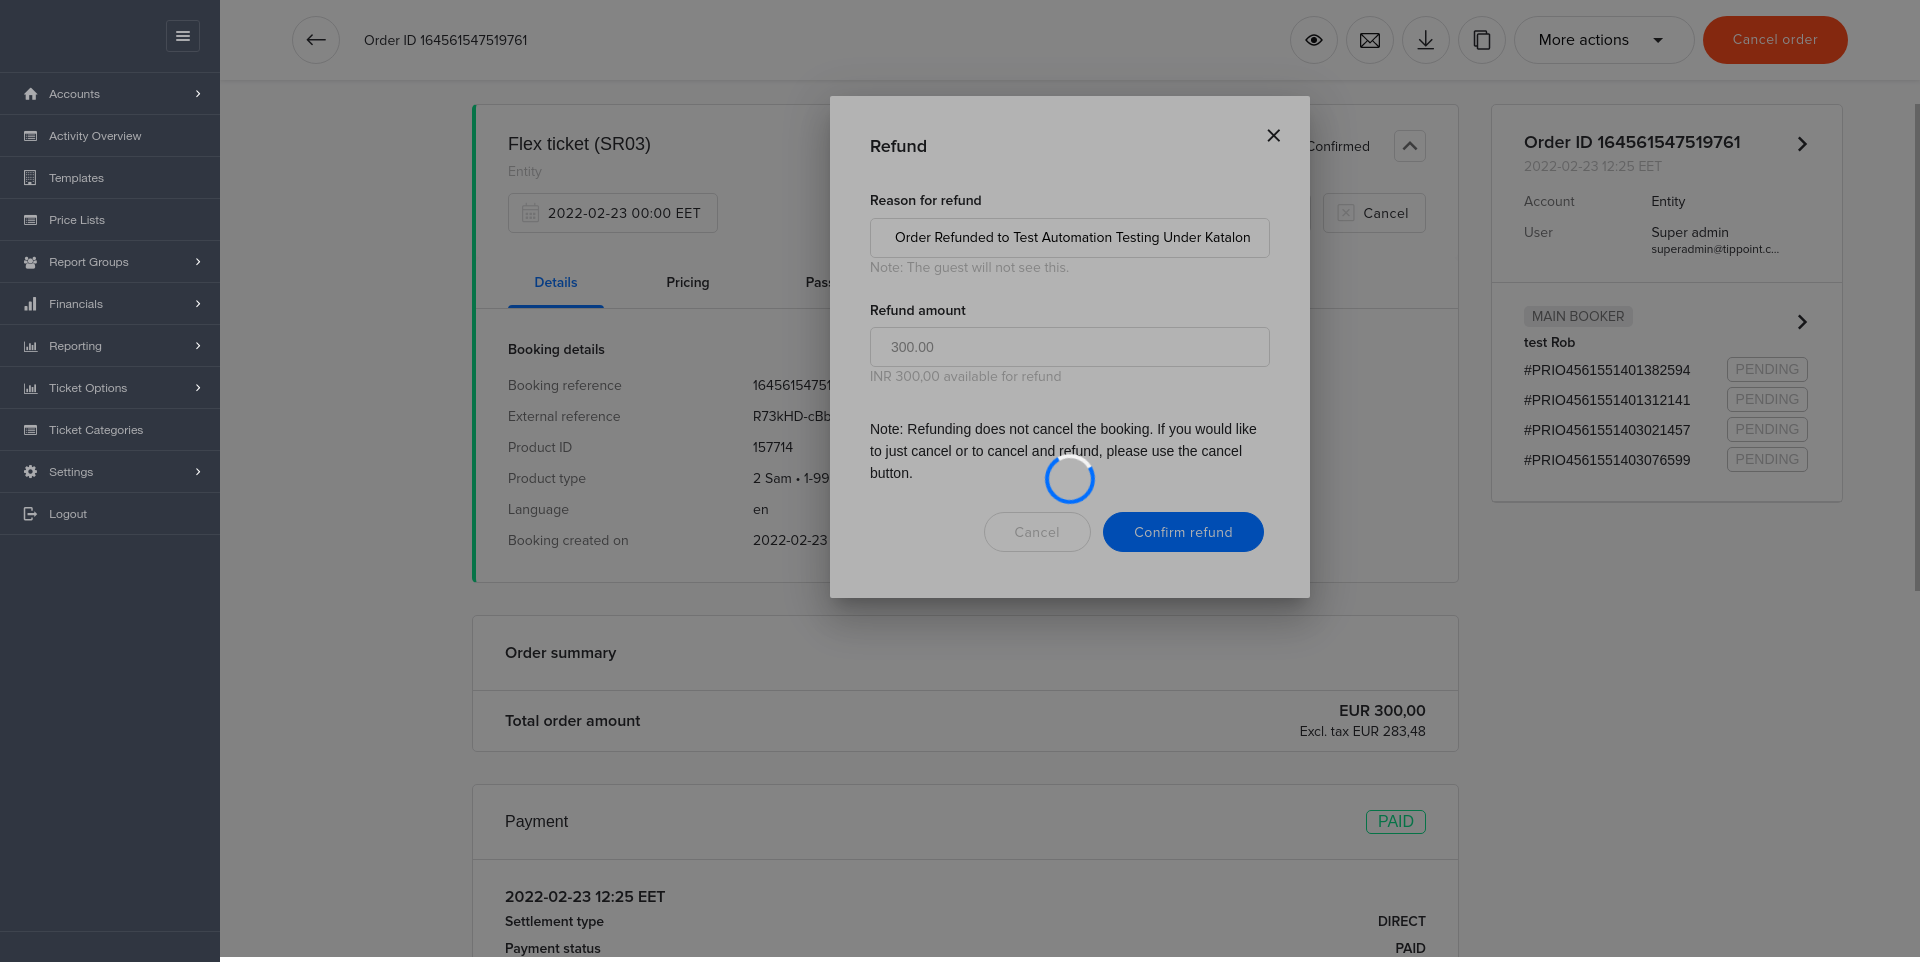 Order ID 164561547519761
More actions
Cancel order
Accounts
Activity Overview
Templates
Price Lists
Report Groups
Financials
Reporting
Ticket Options
Ticket Categories
Settings
Logout
Flex ticket (SR03)
Entity
Confirmed
2022-02-23 00:00 EET
Cancel
Details
Pricing
Booking details
Booking reference
External reference
Product ID
157714
Product type
2 Sam • 1-99
Language
en
Booking created on
2022-02-23
Refund
Reason for refund
Order Refunded to Test Automation Testing Under Katalon
Note: The guest will not see this.
Refund amount
300.00
INR 300,00 available for refund
Note: Refunding does not cancel the booking. If you would like
to just cancel or to cancel and refund, please use the cancel
button.
Cancel
Confirm refund
Order ID 164561547519761
2022-02-23 12:25 EET
Account
Entity
User
Super admin
superadmin@tippoint.c...
MAIN BOOKER
test Rob
#PRIO4561551401382594 PENDING
#PRIO4561551401312141 PENDING
#PRIO4561551403021457 PENDING
#PRIO4561551403076599 PENDING
Order summary
Total order amount
EUR 300,00
Excl. tax EUR 283,48
Payment
PAID
2022-02-23 12:25 EET
Settlement type
DIRECT
Payment status
PAID